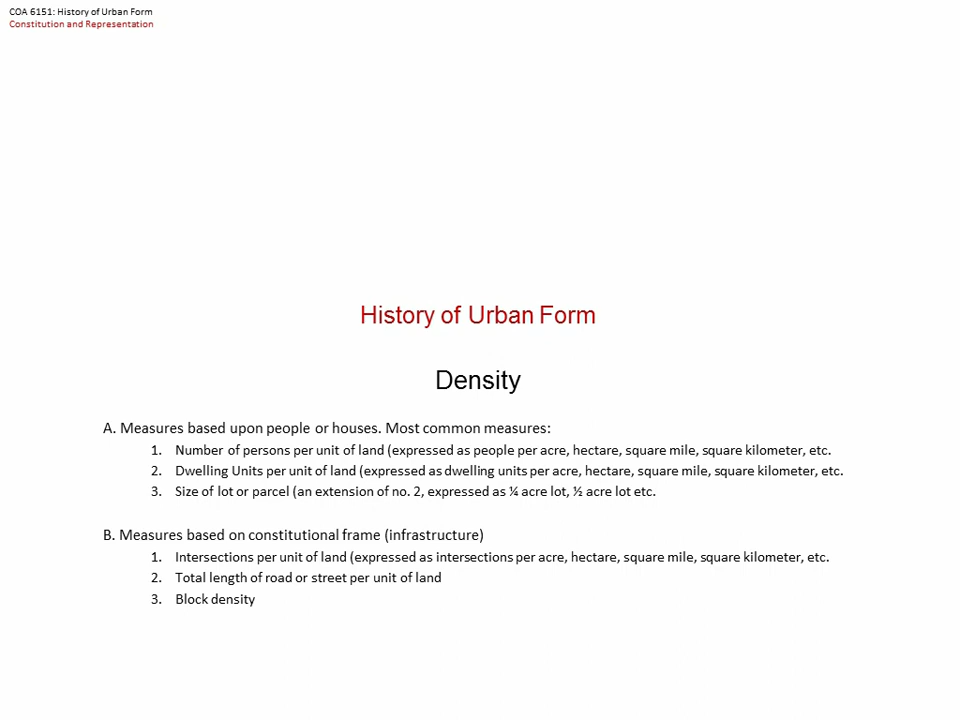 COA 6151: History of Urban Form
Constitution and Representation
History of Urban Form
Density
A. Measures based upon people or houses. Most common measures:
1. Number of persons per unit of land (expressed as people per acre, hectare, square mile, square kilometer, etc.
2. Dwelling Units per unit of land (expressed as dwelling units per acre, hectare, square mile, square kilometer, etc.
3. Size of lot or parcel (an extension of no. 2, expressed as ¼ acre lot, ½ acre lot etc.
B. Measures based on constitutional frame (infrastructure)
1. Intersections per unit of land (expressed as intersections per acre, hectare, square mile, square kilometer, etc.
2. Total length of road or street per unit of land
3. Block density